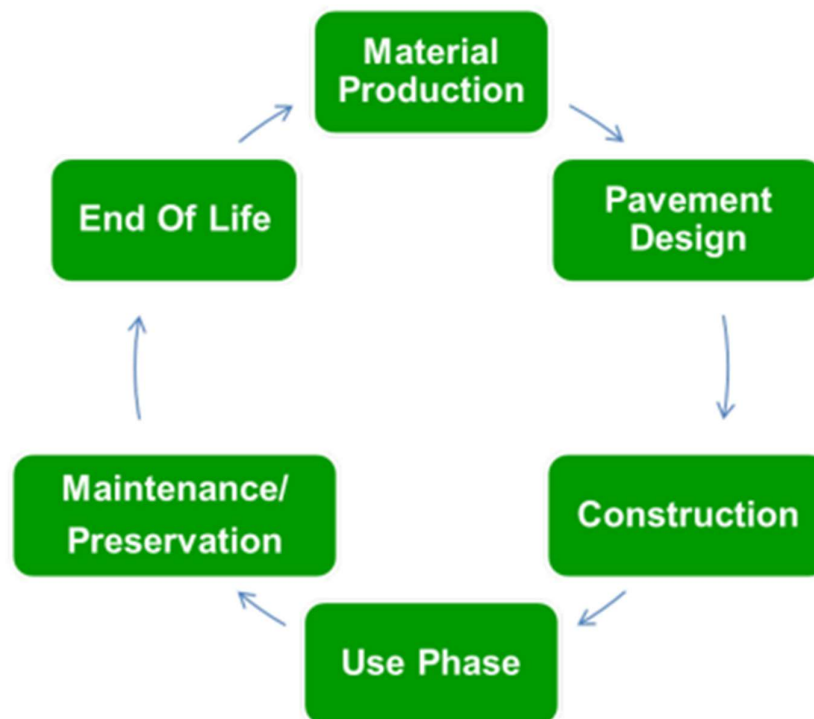 Material
Production
Pavement
Design
Construction
Use Phase
Maintenance/
Preservation
End Of Life